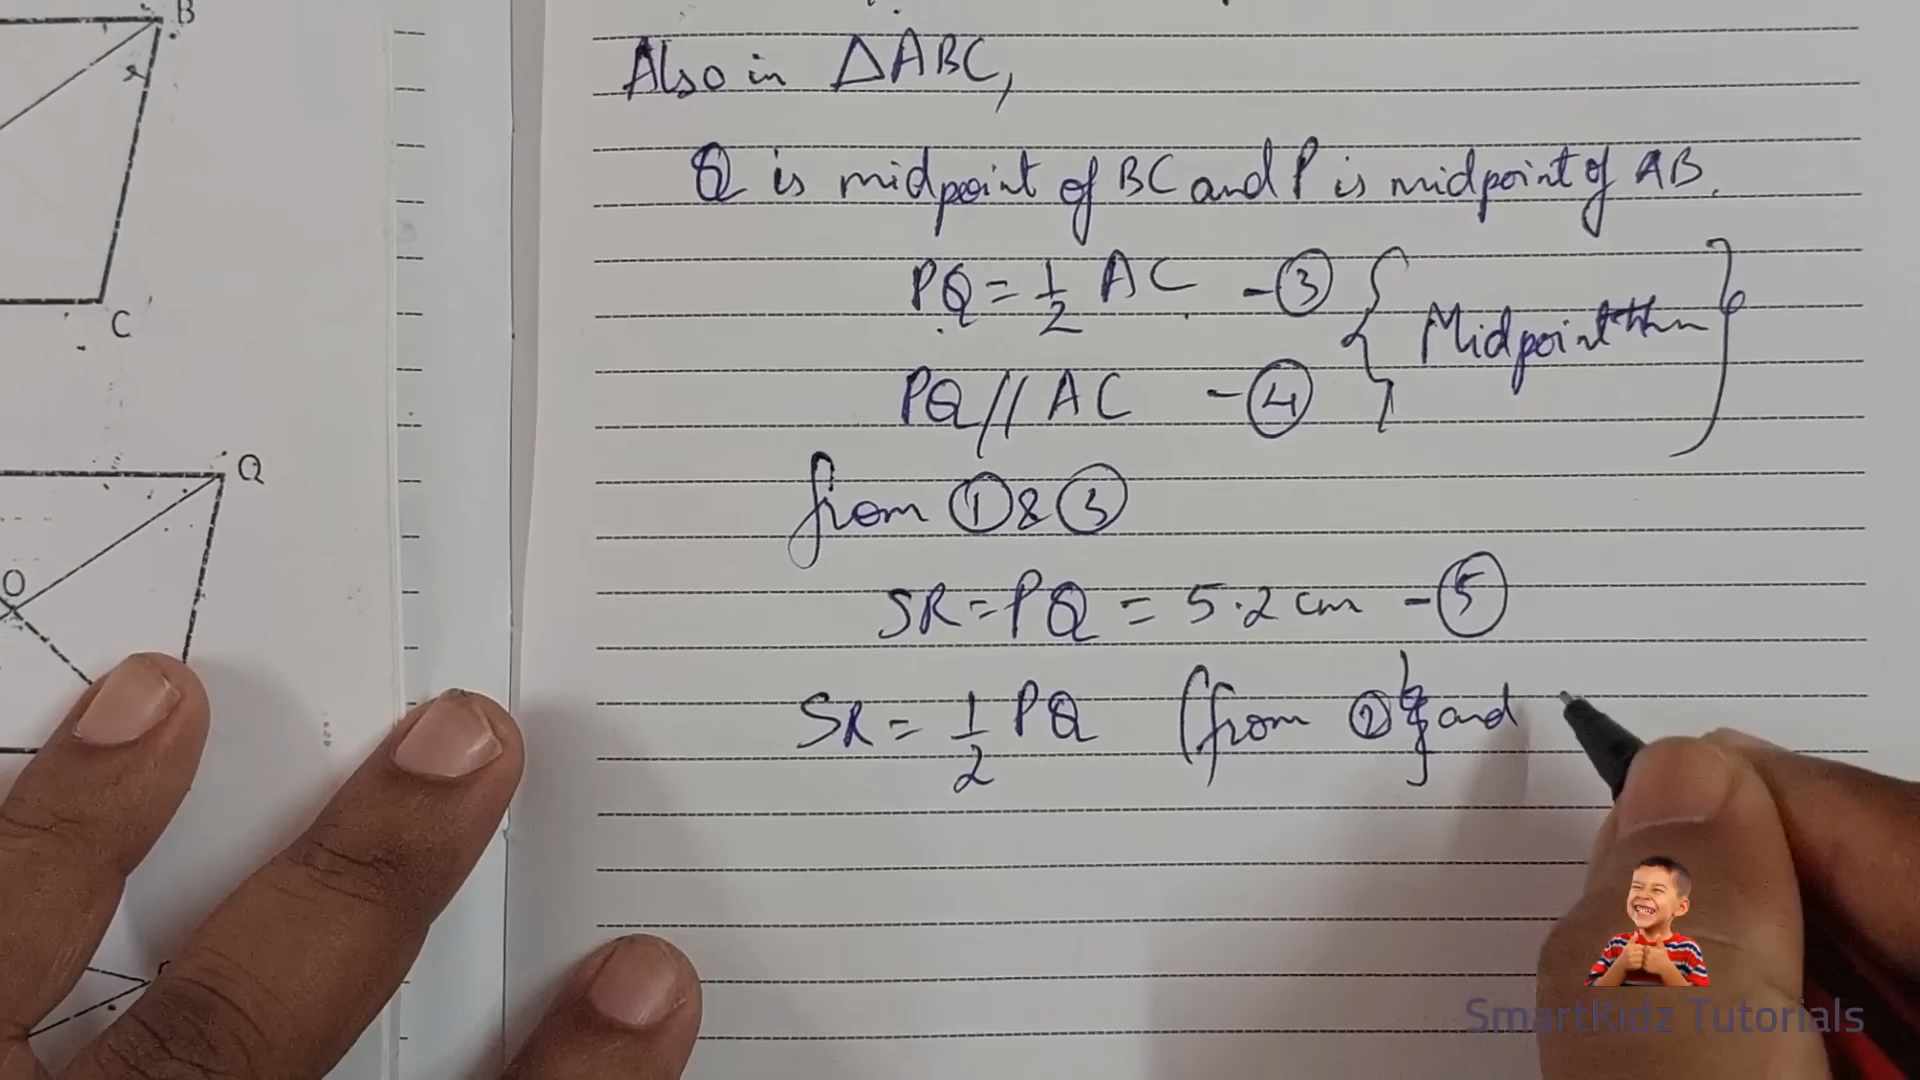 B
C
Q
O
Also in △ABC,
Q is midpoint of BC and P is midpoint of AB.
PQ = 1/2 AC - ③
PQ // AC - ④
{ Midpoint thm }
from ① & ③
SR = PQ = 5.2 cm - ⑤
SR = 1/2 PQ (from ② and
SmartKidz Tutorials